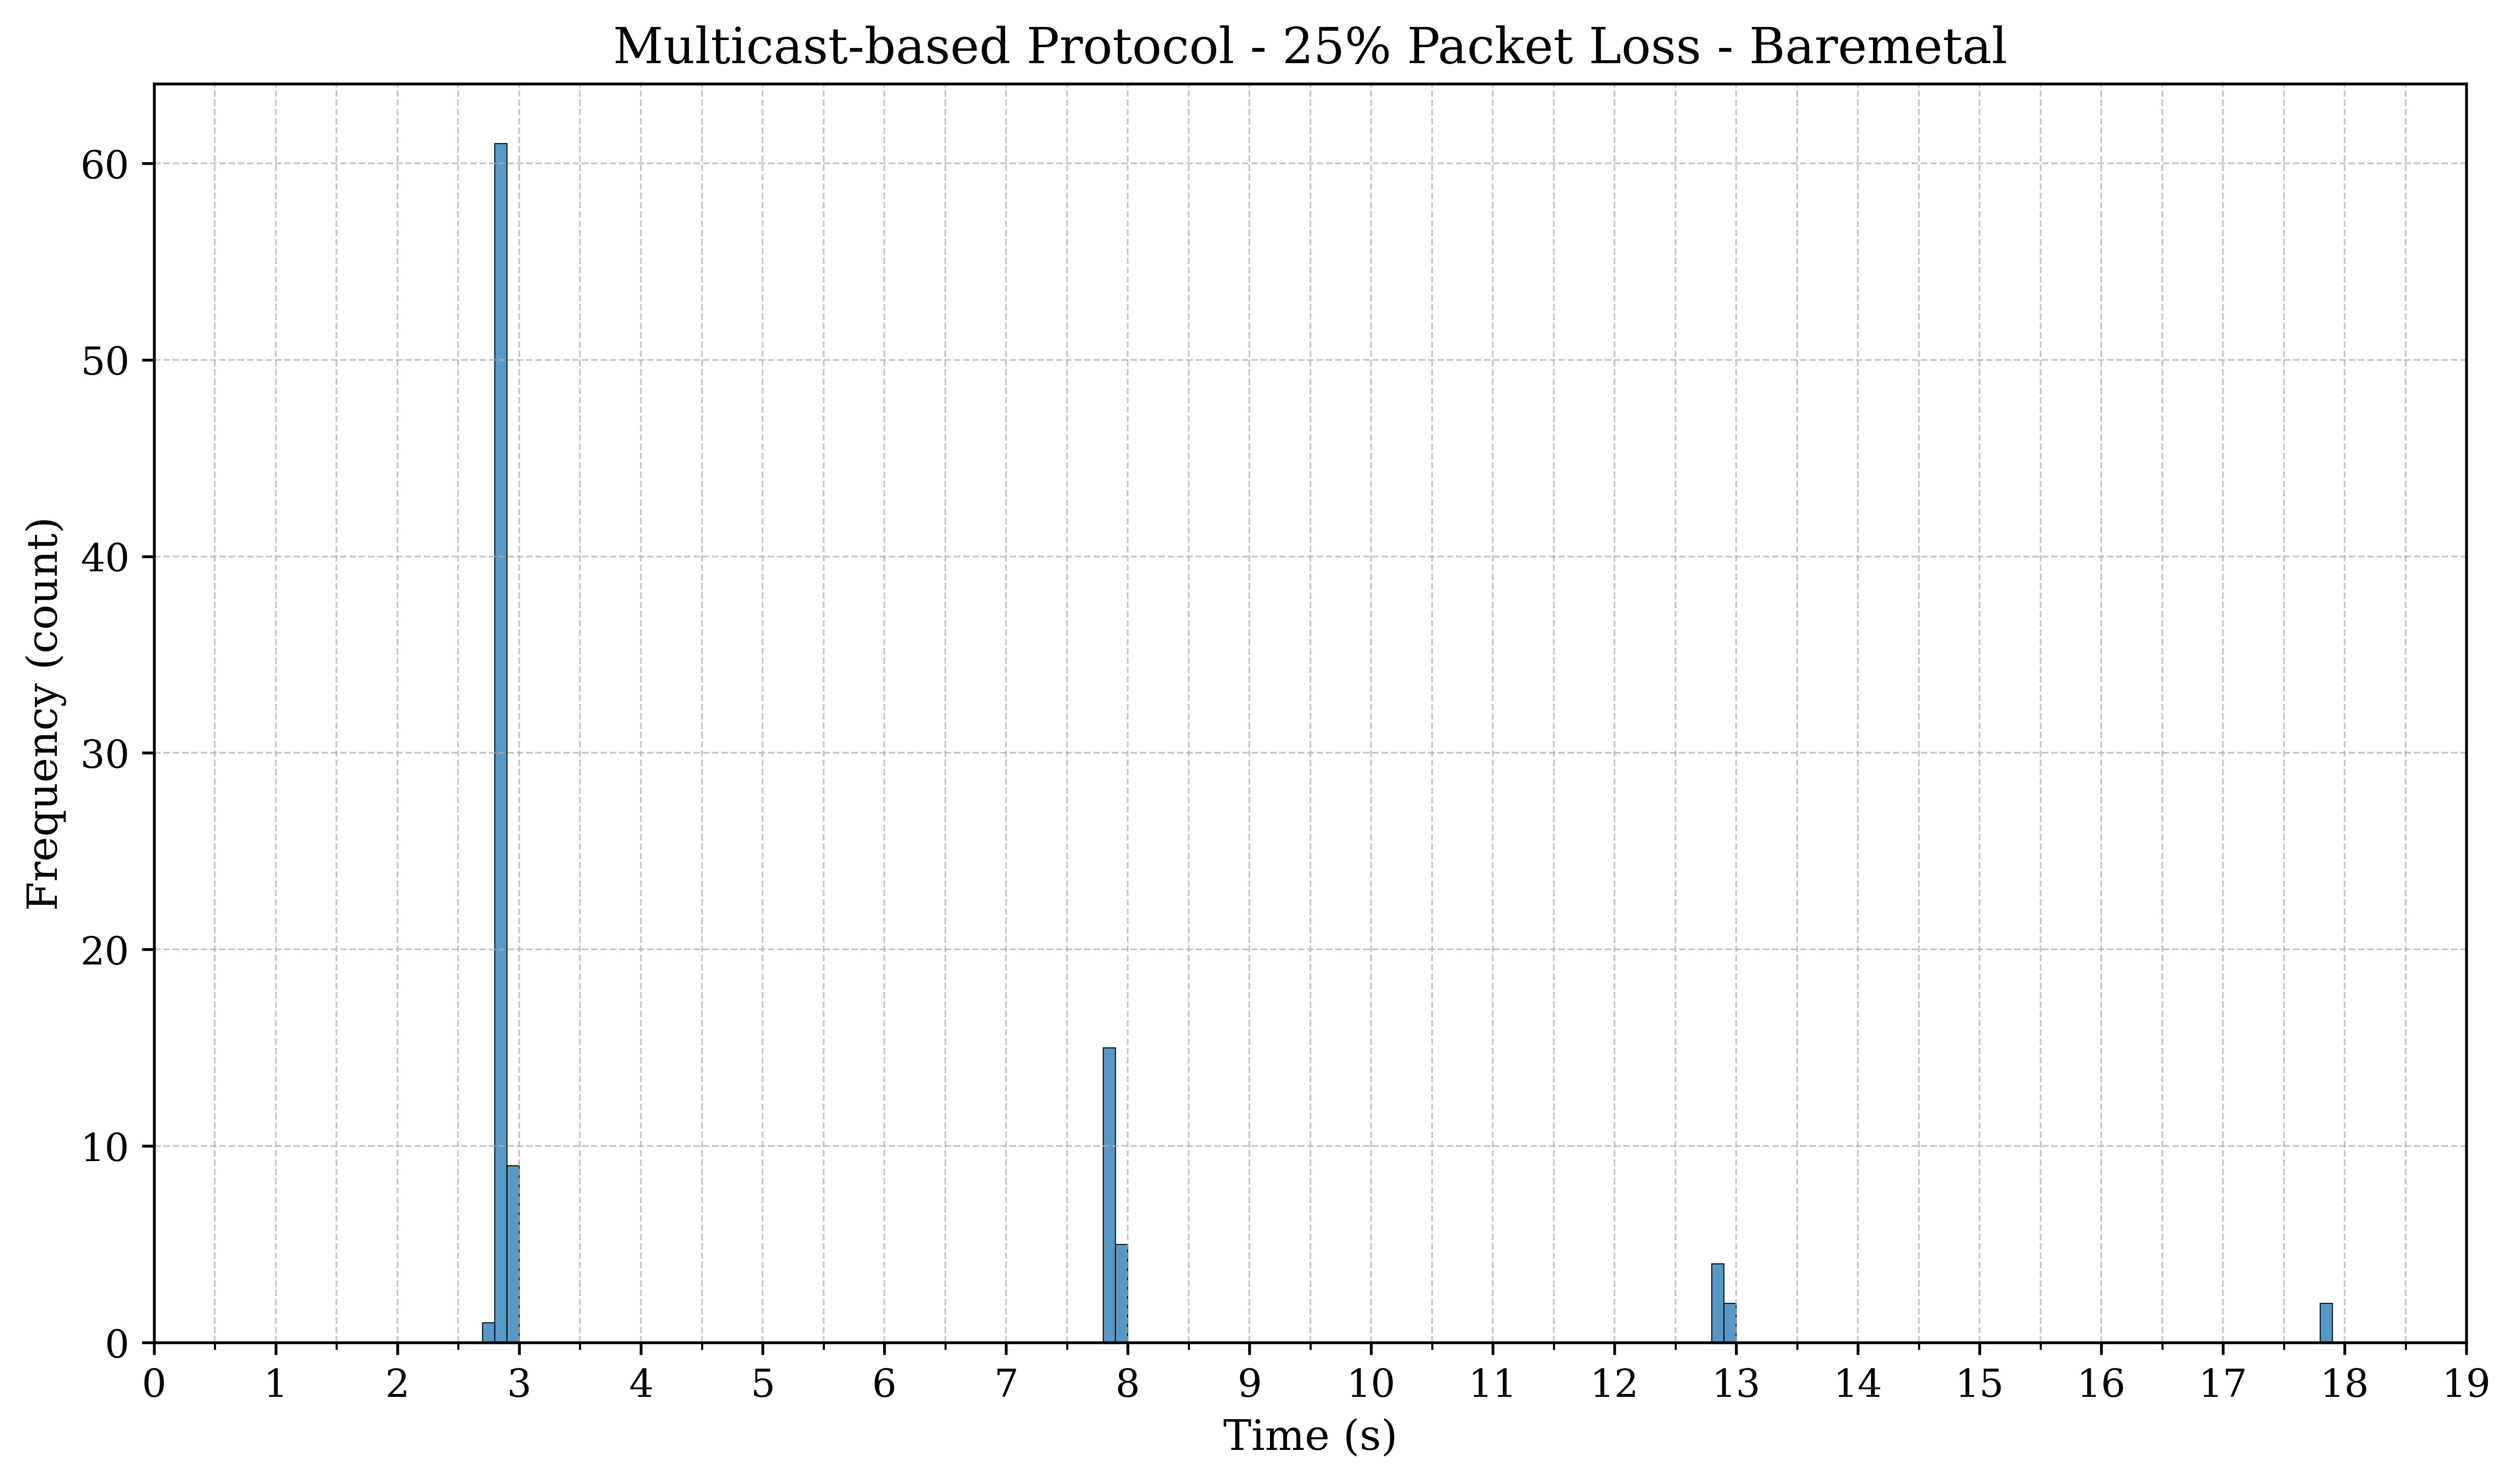 Multicast-based Protocol - 25% Packet Loss - Baremetal
Frequency (count)
60
50
40
30
20
10
0
0 1 2 3 4 5 6 7 8 9 10 11 12 13 14 15 16 17 18 19
Time (s)